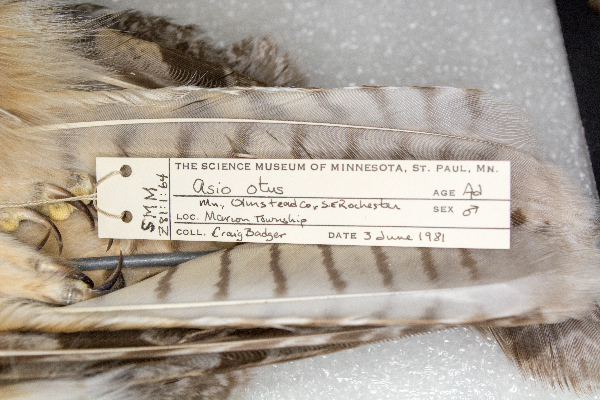 SMM
Z81:1:64
THE SCIENCE MUSEUM OF MINNESOTA, ST. PAUL, MN.
Asio otus AGE Ad
Mn., Olmstead Co, S.E. Rochester SEX ♂
LOC. Marion Township
COLL. Craig Badger DATE 3 June 1981